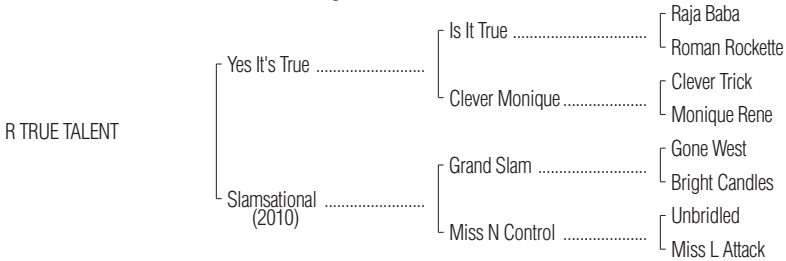 Raja Baba
Is It True ................................
Roman Rockette
Yes It's True ..........................
Clever Trick
Clever Monique .........................
Monique Rene
R TRUE TALENT
Gone West
Grand Slam ................................
Bright Candles
Slamsational ........................
(2010)
Unbridled
Miss N Control .........................
Miss L Attack